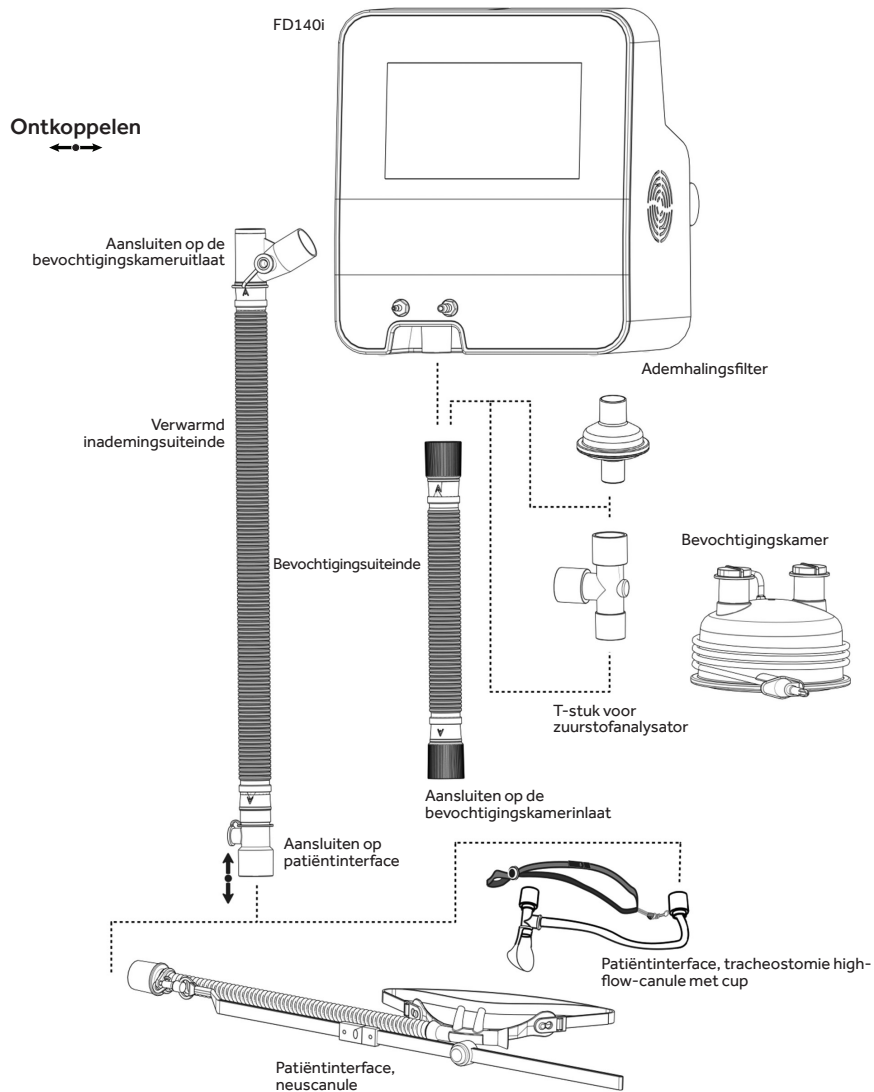 FD140i
Ontkoppelen
Aansluiten op de
bevochtigingskameruitlaat
Ademhalingsfilter
Verwarmd
inademingsuiteinde
Bevochtigingsuiteinde
Bevochtigingskamer
T-stuk voor
zuurstofanalysator
Aansluiten op de
bevochtigingskamerinlaat
Aansluiten op
patiëntinterface
Patiëntinterface, tracheostomie high-
flow-canule met cup
Patiëntinterface,
neuscanule